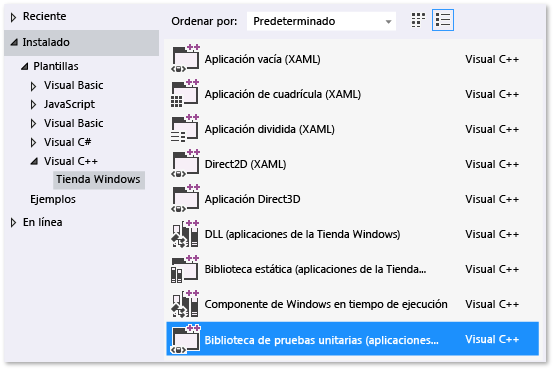 Reciente
Instalado
Plantillas
Visual Basic
JavaScript
Visual Basic
Visual C#
Visual C++
Tienda Windows
Ejemplos
En línea
Ordenar por: Predeterminado
Aplicación vacía (XAML) Visual C++
Aplicación de cuadrícula (XAML) Visual C++
Aplicación dividida (XAML) Visual C++
Direct2D (XAML) Visual C++
Aplicación Direct3D Visual C++
DLL (aplicaciones de la Tienda Windows) Visual C++
Biblioteca estática (aplicaciones de la Tienda... Visual C++
Componente de Windows en tiempo de ejecución Visual C++
Biblioteca de pruebas unitarias (aplicaciones... Visual C++